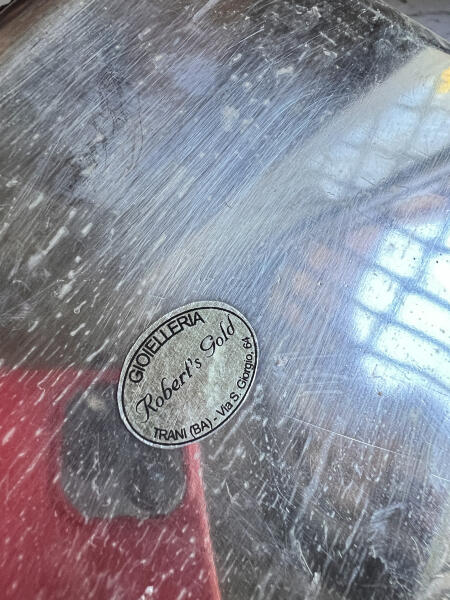 GIOIELLERIA
Robert's Gold
TRANI (BA) - Via S. Giorgio, 64